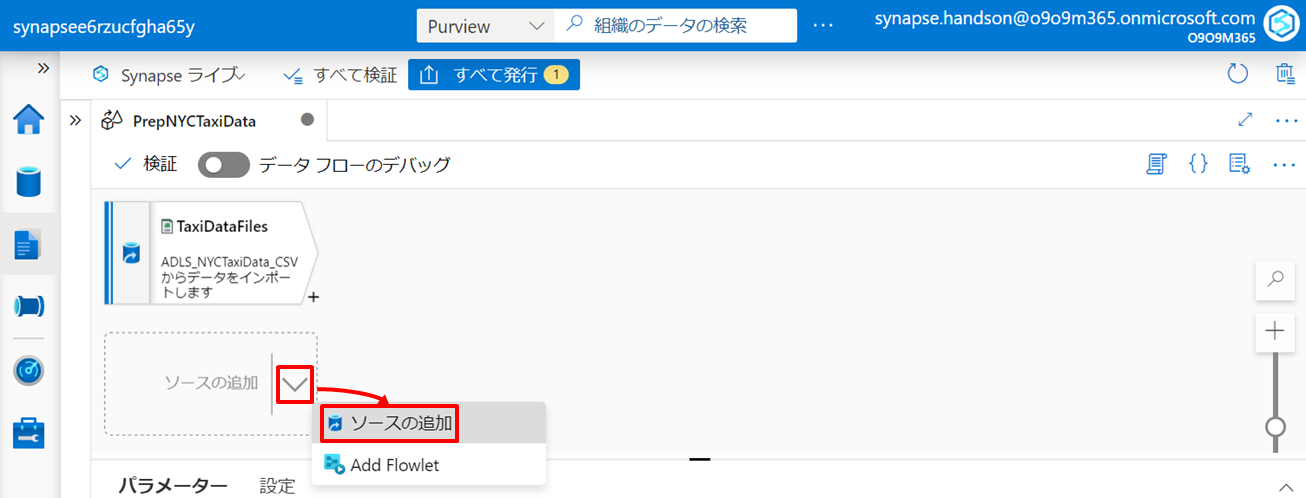 synapsee6rzucfgha65y
Purview
組織のデータの検索
synapse.handson@o9o9m365.onmicrosoft.com
O9O9M365
Synapse ライブ
すべて検証
すべて発行 1
PrepNYCTaxiData
検証
データ フローのデバッグ
TaxiDataFiles
ADLS_NYCTaxiData_CSV
からデータをインポー
トします
ソースの追加
ソースの追加
Add Flowlet
パラメーター
設定